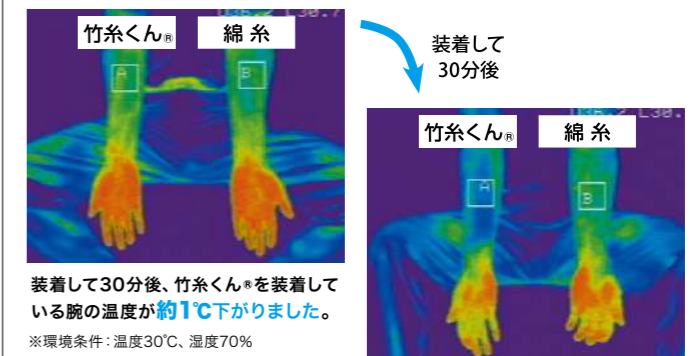 竹糸くん® 綿 糸
A B
装着して
30分後
竹糸くん® 綿 糸
A
B
装着して30分後、竹糸くん®を装着して
いる腕の温度が約1℃下がりました。
※環境条件：温度30℃、湿度70%